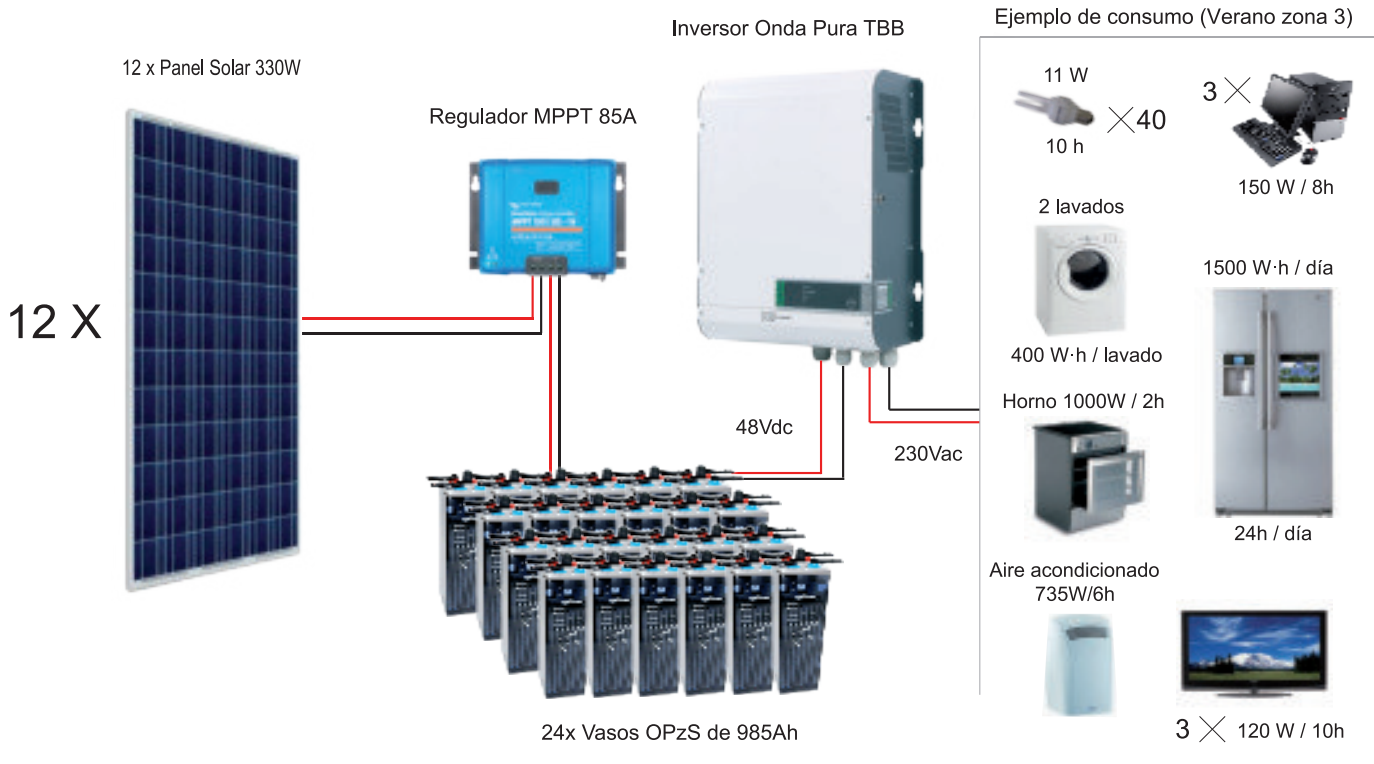 Ejemplo de consumo (Verano zona 3)
Inversor Onda Pura TBB
12 x Panel Solar 330W
Regulador MPPT 85A
12 X
48Vdc
230Vac
24x Vasos OPzS de 985Ah
11 W
×40
10 h
3 ×
150 W / 8h
2 lavados
400 W·h / lavado
1500 W·h / día
24h / día
Horno 1000W / 2h
Aire acondicionado
735W/6h
3 × 120 W / 10h